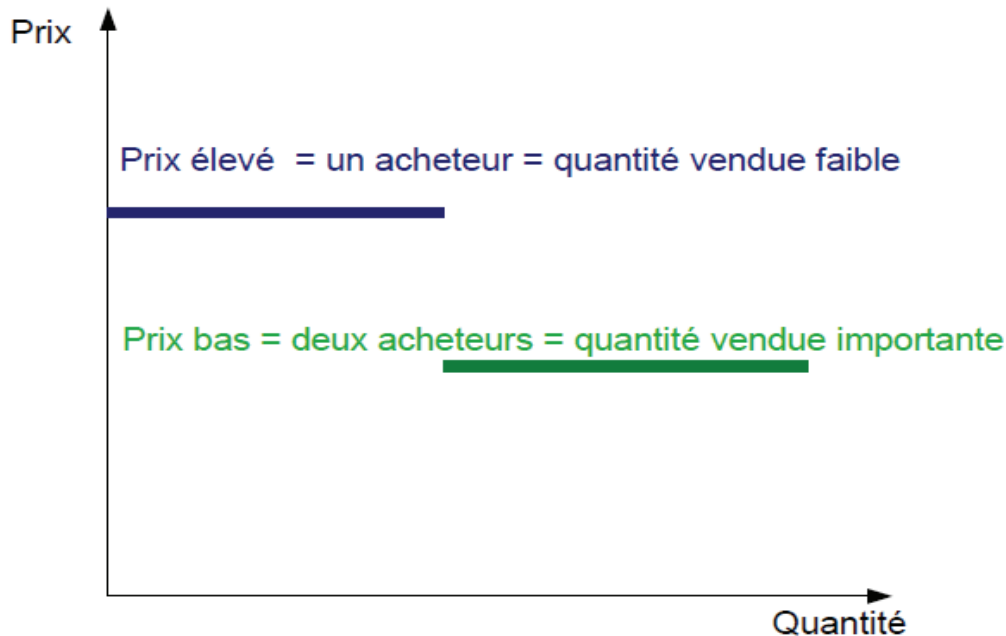 Prix
Prix élevé = un acheteur = quantité vendue faible
Prix bas = deux acheteurs = quantité vendue importante
Quantité